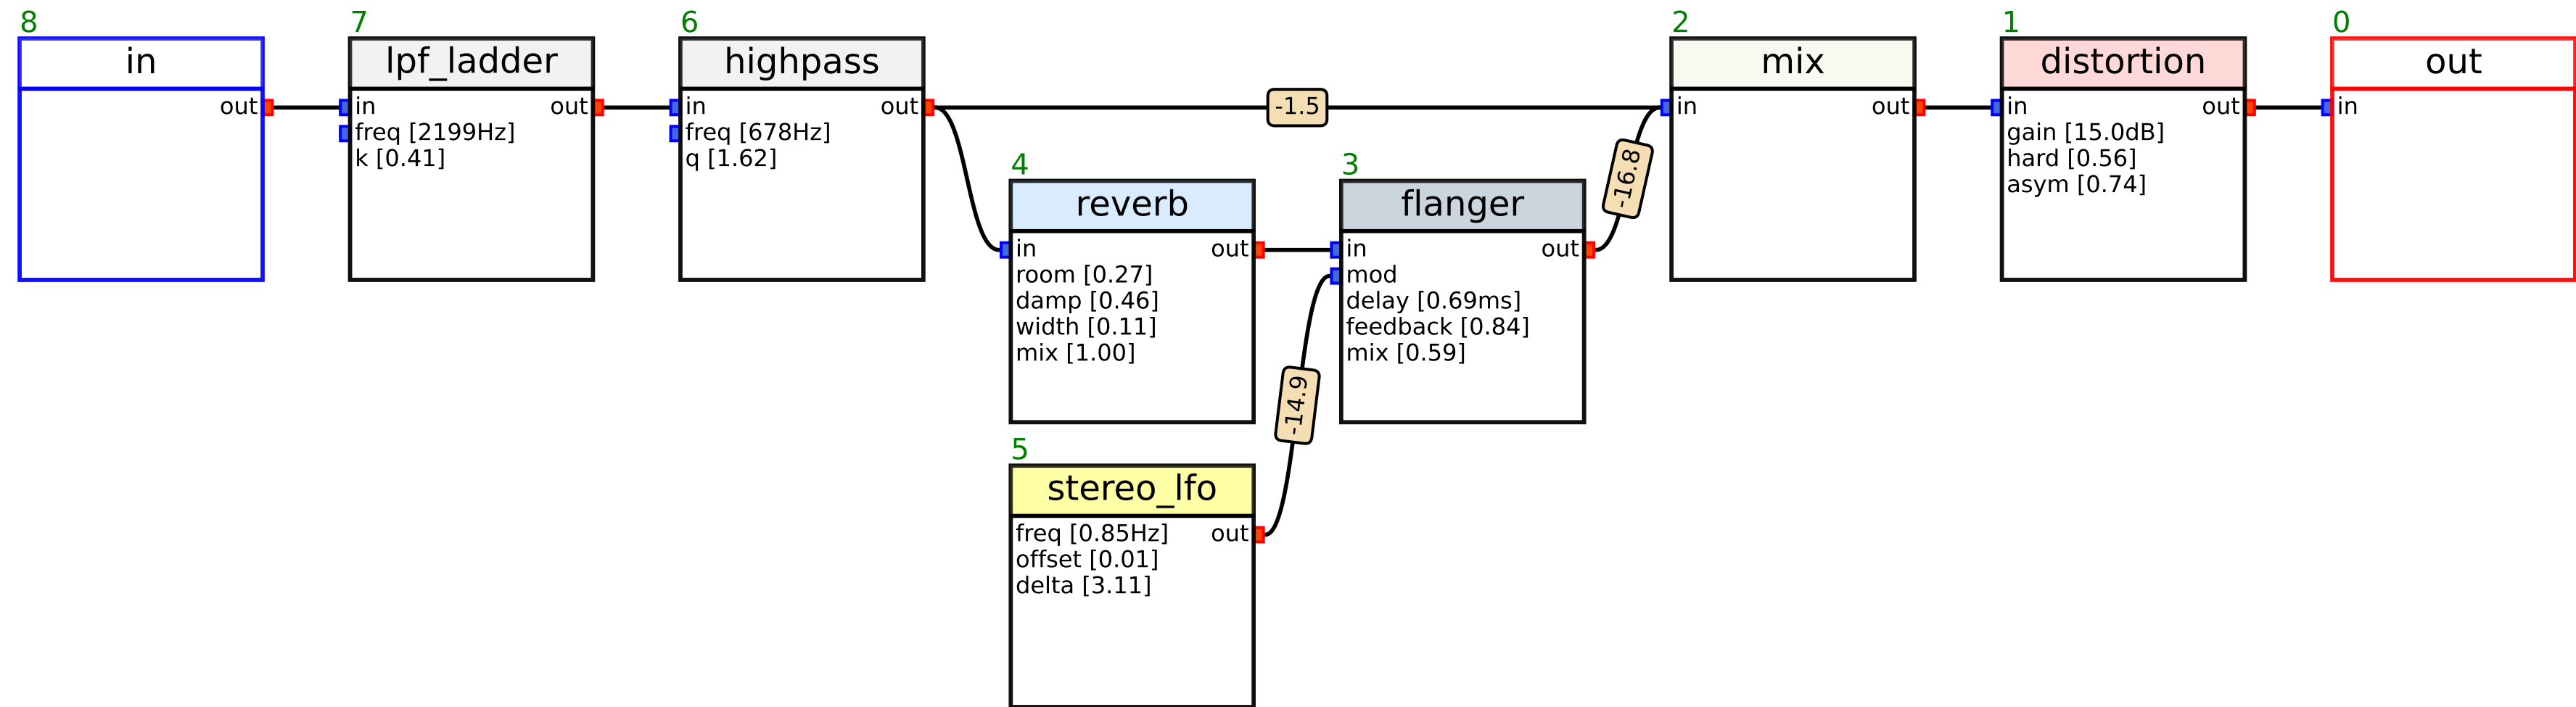 8
in
out
7
lpf_ladder
in out
freq [2199Hz]
k [0.41]
6
highpass
in out
freq [678Hz]
q [1.62]
-1.5
4
reverb
in out
room [0.27]
damp [0.46]
width [0.11]
mix [1.00]
5
stereo_lfo
freq [0.85Hz] out
offset [0.01]
delta [3.11]
-14.9
3
flanger
in out
mod
delay [0.69ms]
feedback [0.84]
mix [0.59]
-16.8
2
mix
in out
1
distortion
in out
gain [15.0dB]
hard [0.56]
asym [0.74]
0
out
in